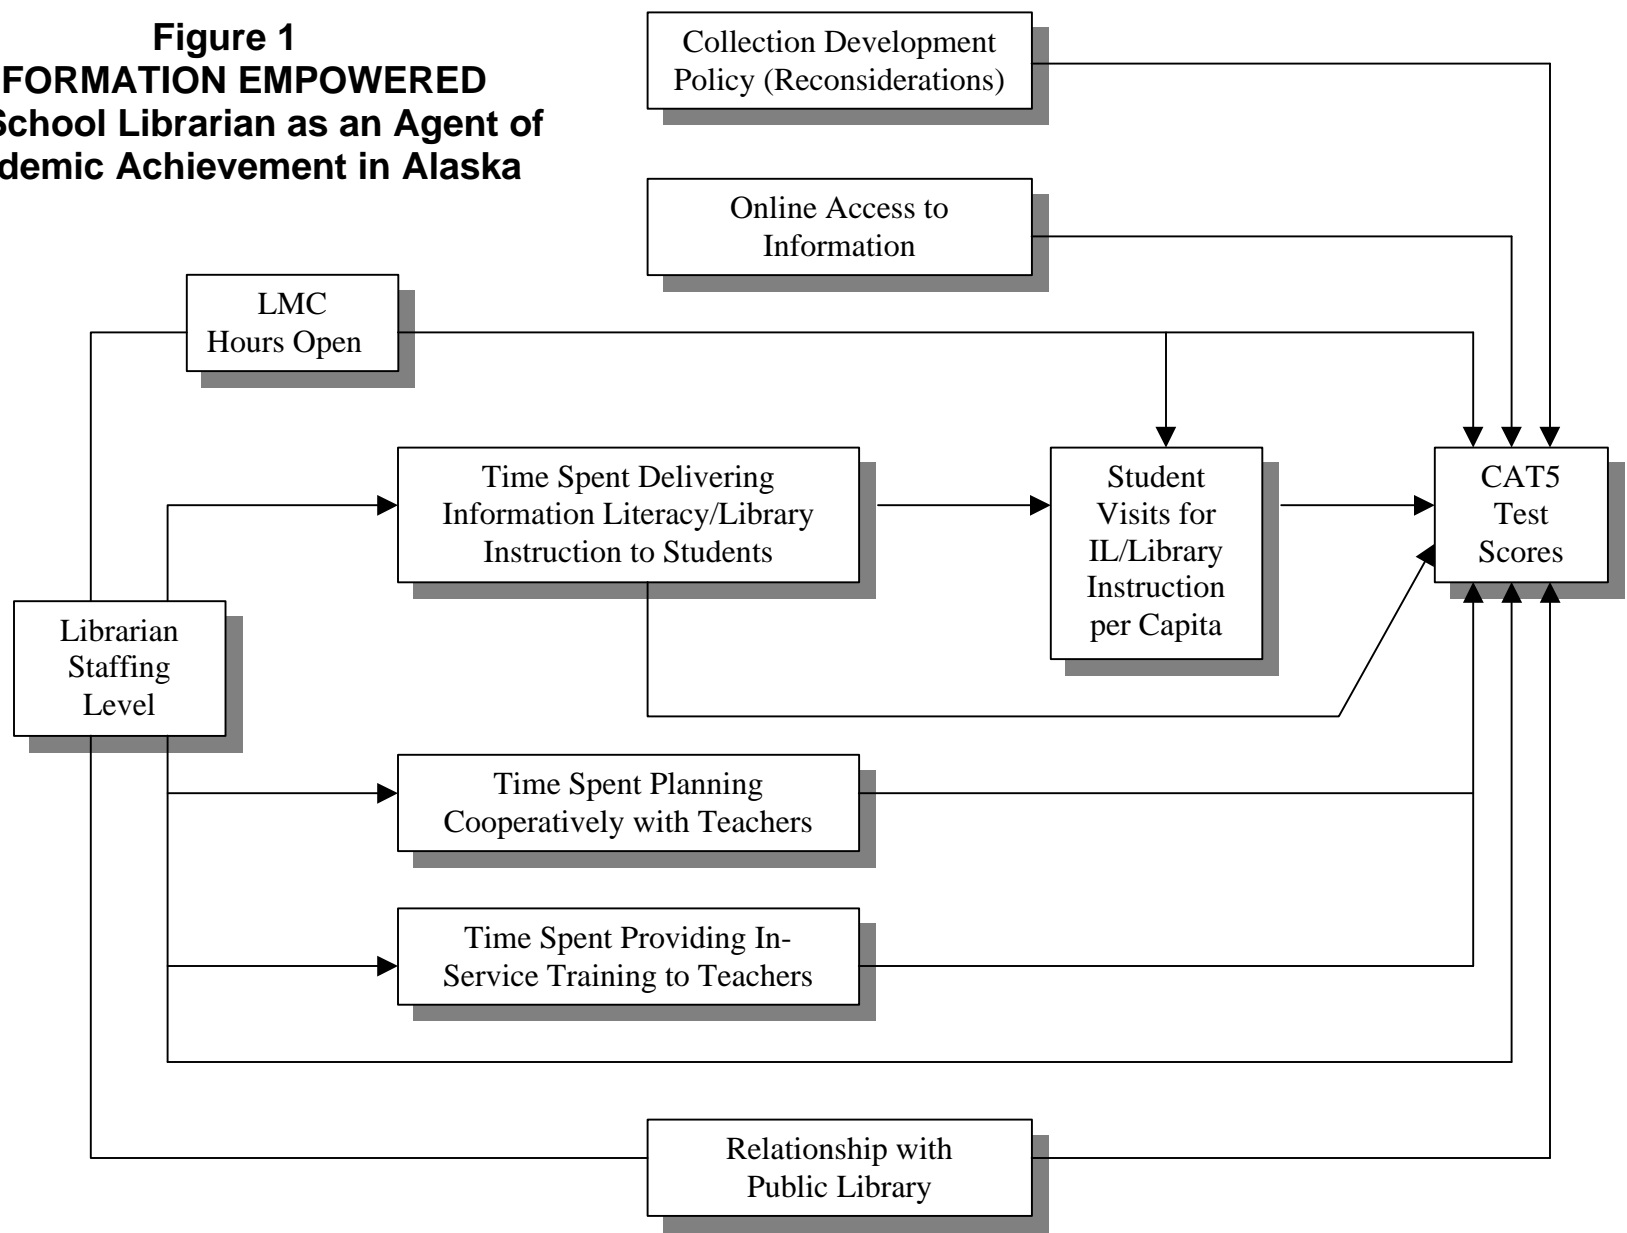 Figure 1
FORMATION EMPOWERED
School Librarian as an Agent of
demic Achievement in Alaska
Collection Development
Policy (Reconsiderations)
Online Access to
Information
LMC
Hours Open
Time Spent Delivering
Information Literacy/Library
Instruction to Students
Student
Visits for
IL/Library
Instruction
per Capita
CAT5
Test
Scores
Librarian
Staffing
Level
Time Spent Planning
Cooperatively with Teachers
Time Spent Providing In-
Service Training to Teachers
Relationship with
Public Library